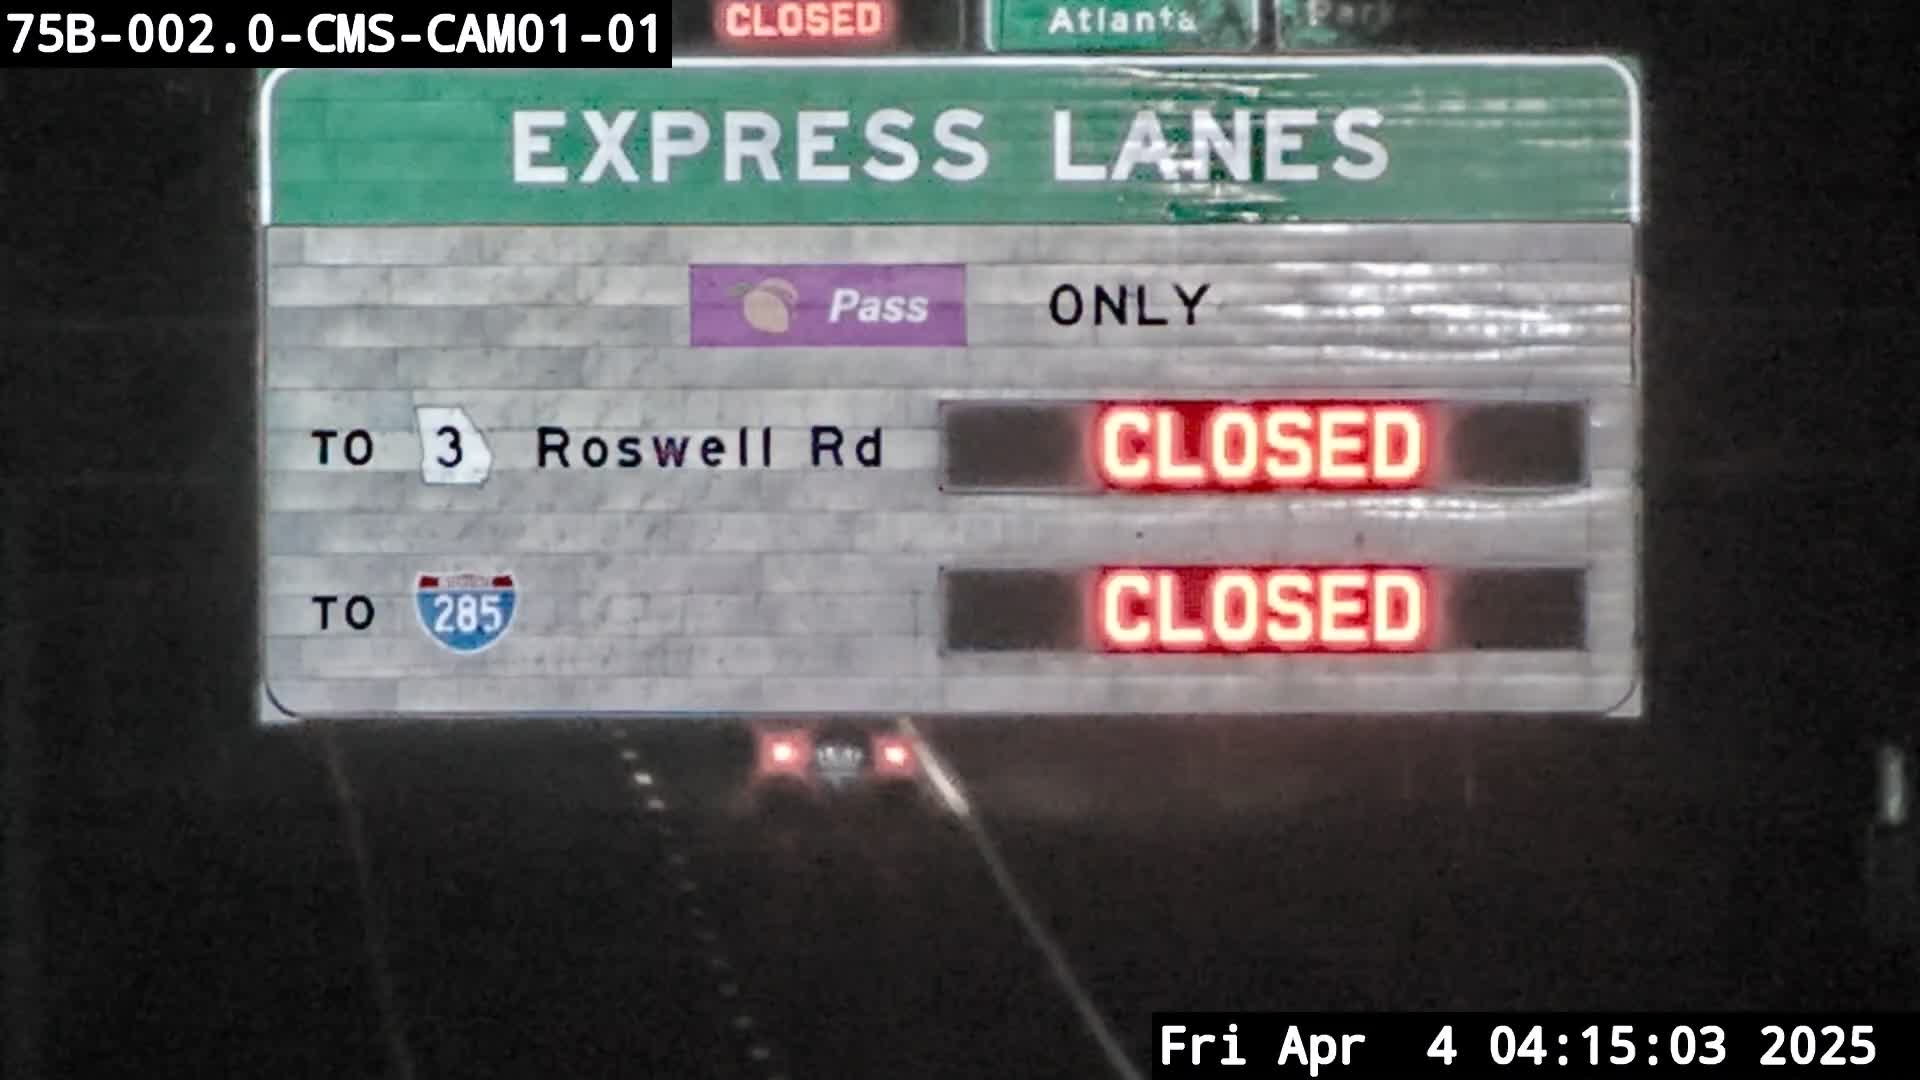 75B-002.0-CMS-CAM01-01
CLOSED
Atlanta
Park
EXPRESS LANES
Pass ONLY
TO 3 Roswell Rd CLOSED
TO 285 CLOSED
Fri Apr 4 04:15:03 2025